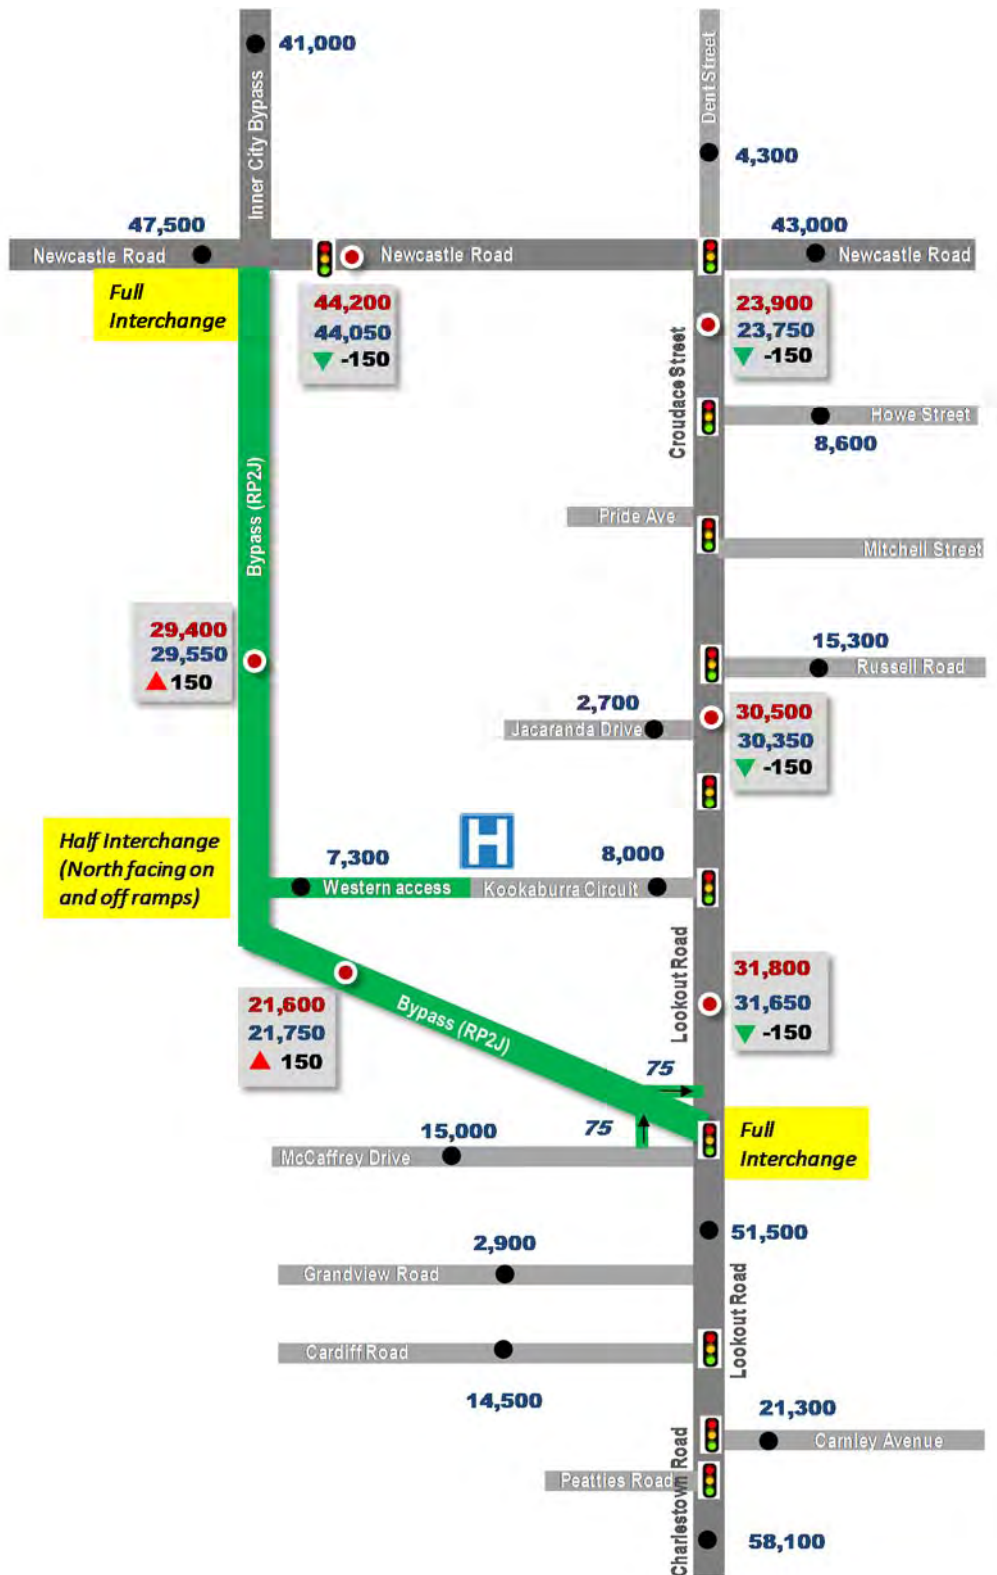 41,000
Inner City Bypass
Dent Street
4,300
47,500
43,000
Newcastle Road
Newcastle Road
Newcastle Road
Full
Interchange
44,200
44,050
-150
23,900
23,750
-150
Croudace Street
Howe Street
8,600
Bypass (RP2J)
Pride Ave
Mitchell Street
29,400
29,550
150
15,300
Russell Road
2,700
Jacaranda Drive
30,500
30,350
-150
Half Interchange
(North facing on
and off ramps)
H
7,300
8,000
Western access
Kookaburra Circuit
Lookout Road
31,800
31,650
-150
21,600
21,750
150
Bypass (RP2J)
75
75
15,000
McCaffrey Drive
Full
Interchange
51,500
2,900
Grandview Road
Lookout Road
Cardiff Road
14,500
21,300
Carnley Avenue
Charlestown Road
Peatties Road
58,100